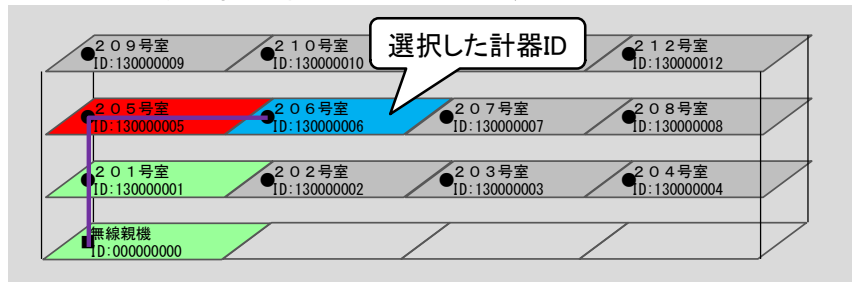 209号室
ID:130000009
210号室
ID:130000010
選択した計器ID
212号室
ID:130000012
205号室
ID:130000005
206号室
ID:130000006
207号室
ID:130000007
208号室
ID:130000008
201号室
ID:130000001
202号室
ID:130000002
203号室
ID:130000003
204号室
ID:130000004
無線親機
ID:000000000